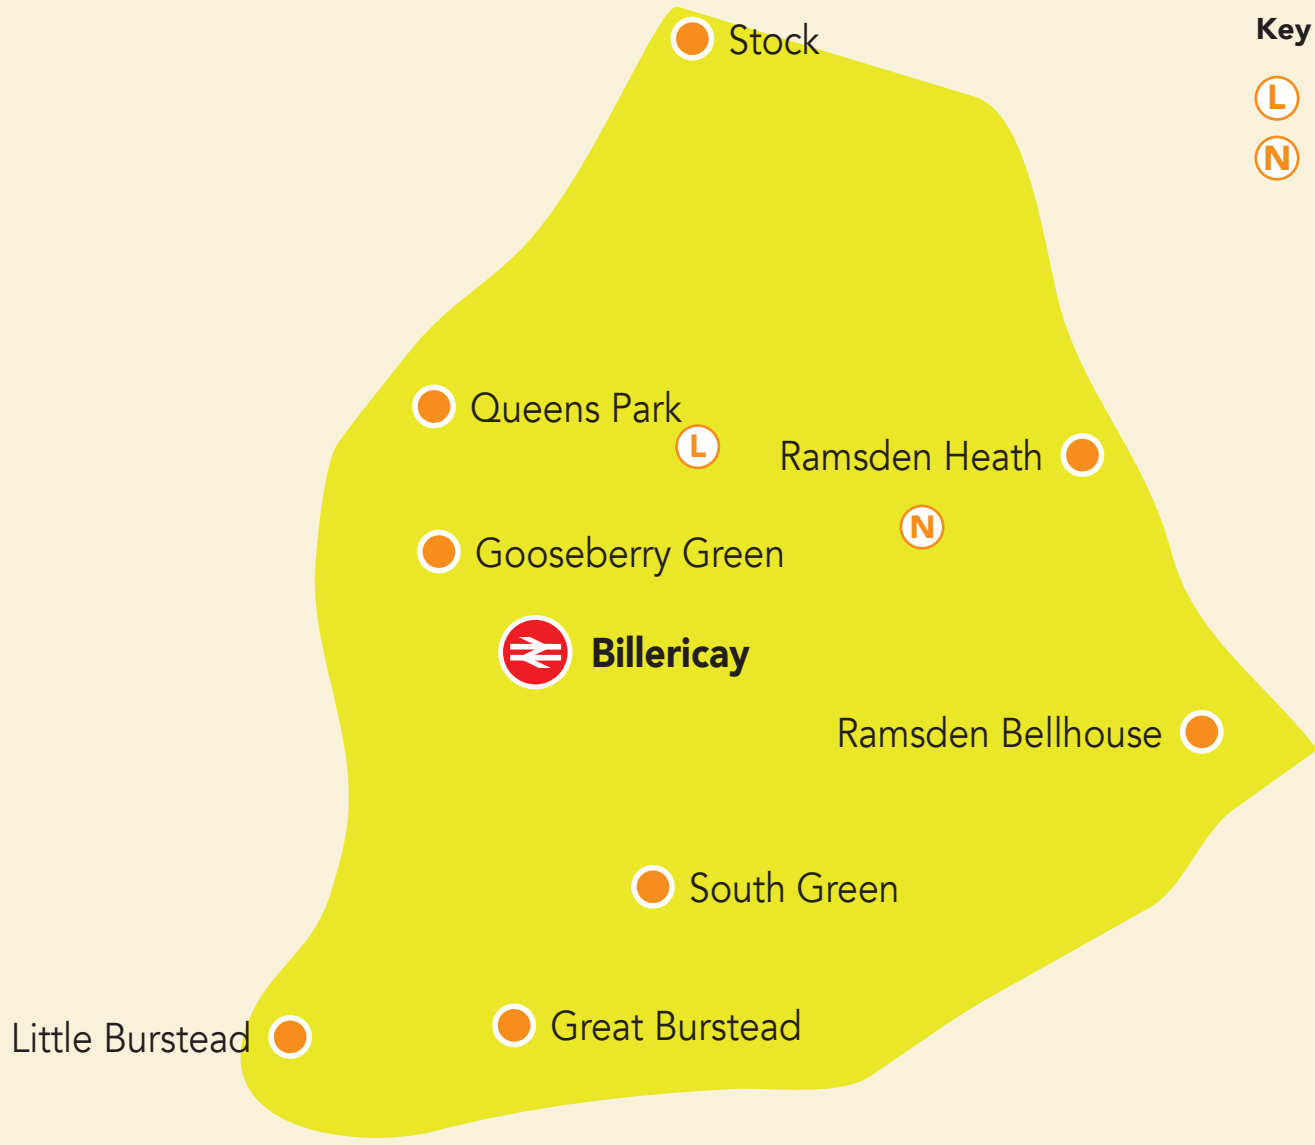 Stock
Key
L
N
Queens Park
L
Ramsden Heath
N
Gooseberry Green
Billericay
Ramsden Bellhouse
South Green
Little Burstead
Great Burstead